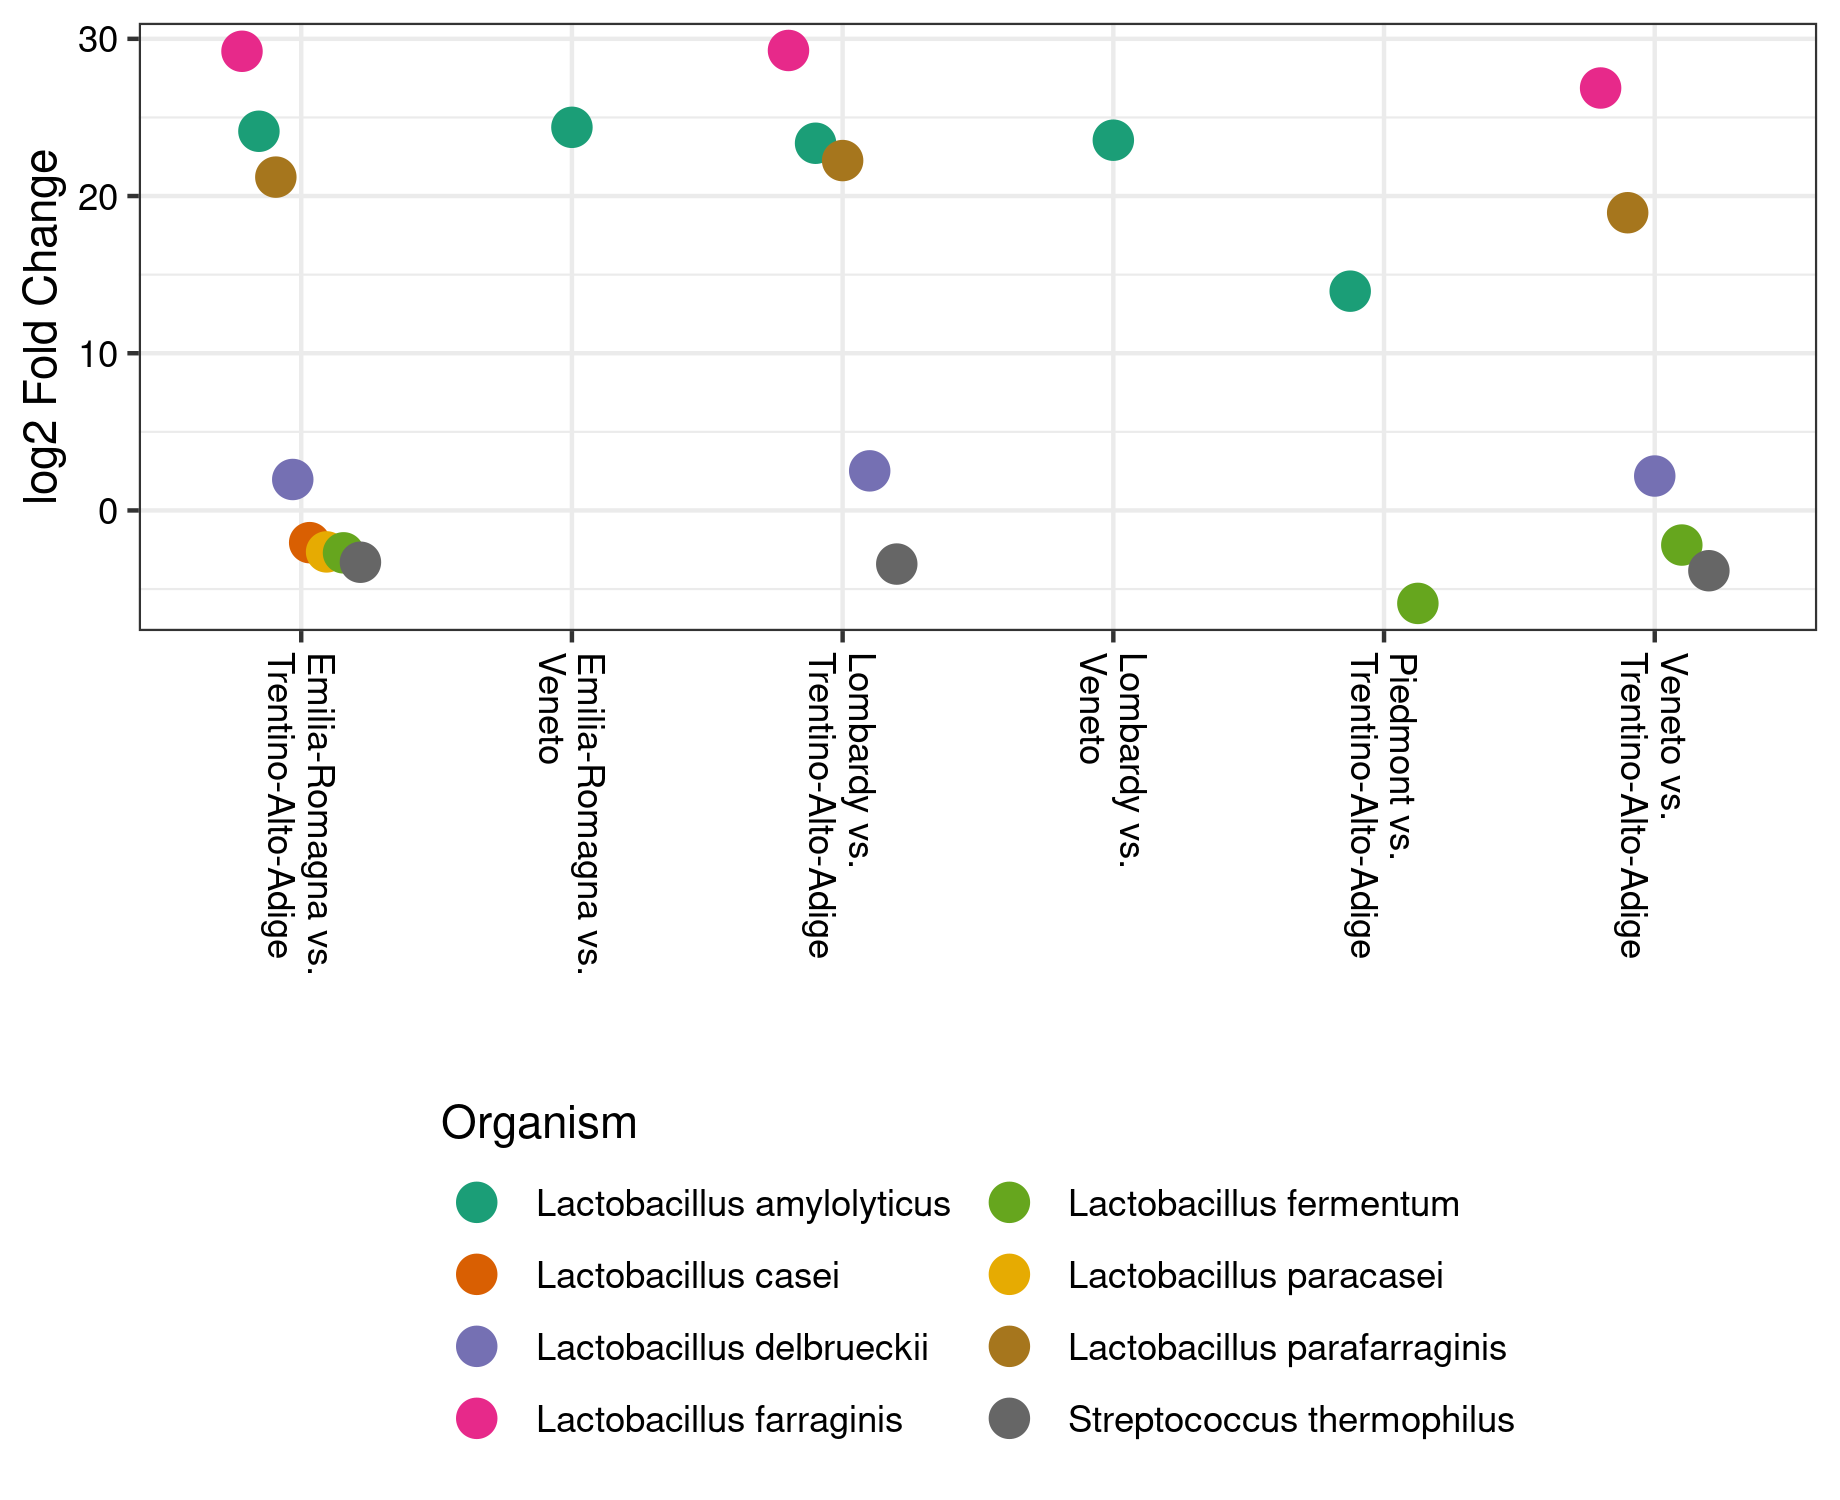 log2 Fold Change
30
20
10
0
Emilia-Romagna vs.
Trentino-Alto-Adige
Emilia-Romagna vs.
Veneto
Lombardy vs.
Trentino-Alto-Adige
Lombardy vs.
Veneto
Piedmont vs.
Trentino-Alto-Adige
Veneto vs.
Trentino-Alto-Adige
Organism
Lactobacillus amylolyticus
Lactobacillus casei
Lactobacillus delbrueckii
Lactobacillus farraginis
Lactobacillus fermentum
Lactobacillus paracasei
Lactobacillus parafarraginis
Streptococcus thermophilus